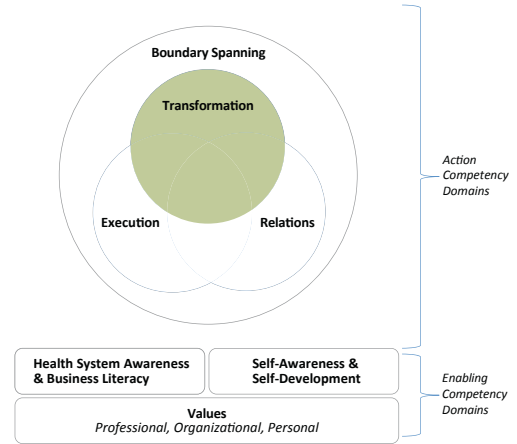 Boundary Spanning
Transformation
Action
Competency
Domains
Execution
Relations
Health System Awareness
& Business Literacy
Self-Awareness &
Self-Development
Enabling
Competency
Domains
Values
Professional, Organizational, Personal